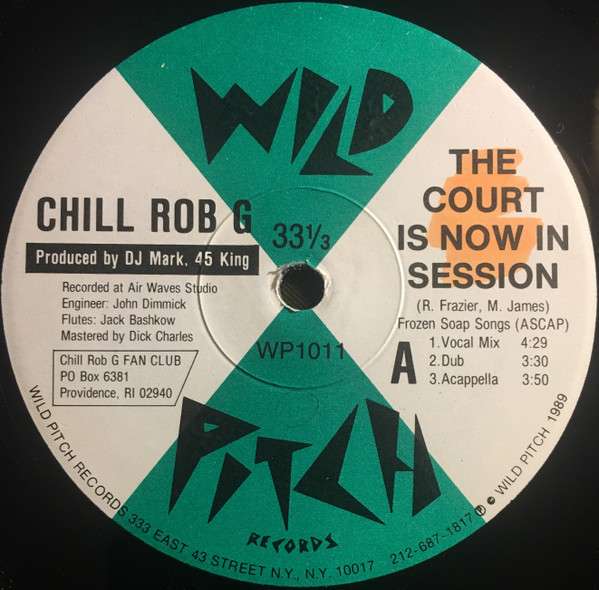 WILD
PITCH
RECORDS
CHILL ROB G
Produced by DJ Mark, 45 King
Recorded at Air Waves Studio
Engineer: John Dimmick
Flutes: Jack Bashkow
Mastered by Dick Charles
Chill Rob G FAN CLUB
PO Box 6381
Providence, RI 02940
33⅓
WP1011
THE
COURT
IS NOW IN
SESSION
(R. Frazier, M. James)
Frozen Soap Songs (ASCAP)
A
1.Vocal Mix 4:29
2.Dub 3:30
3.Acappella 3:50
WILD PITCH RECORDS 333 EAST 43 STREET N.Y., N.Y. 10017 212-687-1817 ℗ © WILD PITCH 1989